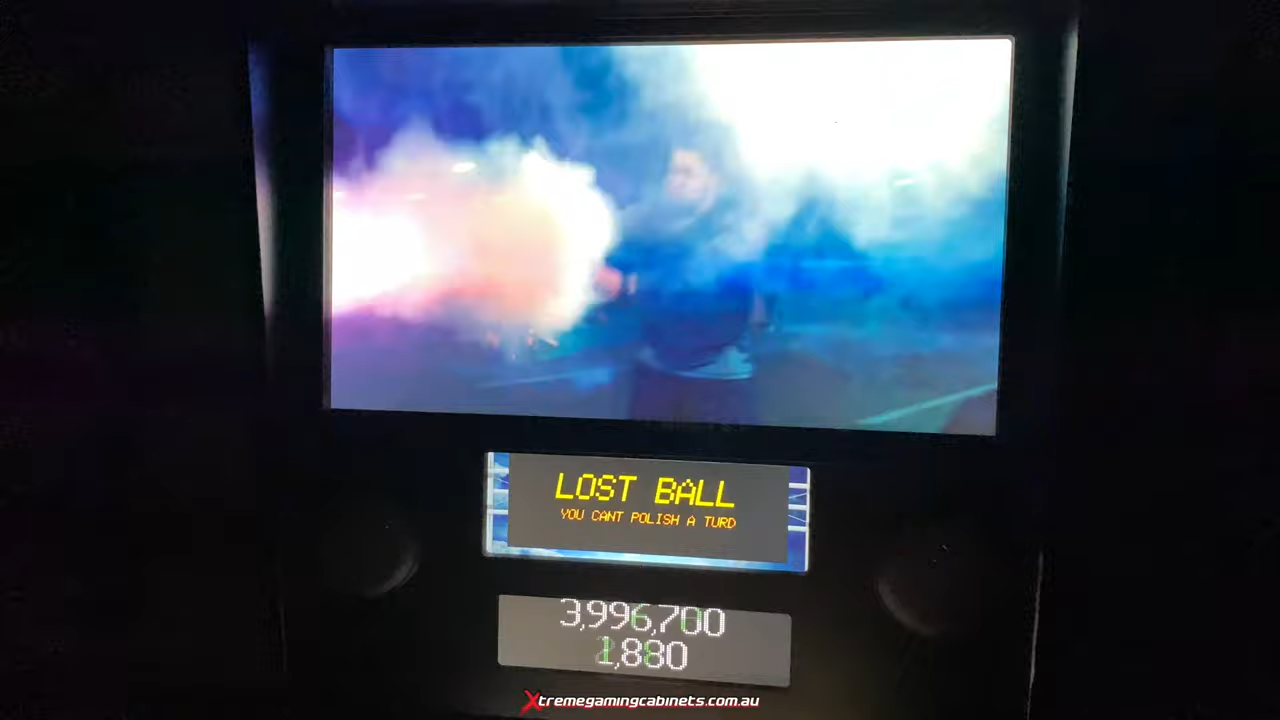 LOST BALL
YOU CANT POLISH A TURD
3,996,700
1,880
Xtremegamingcabinets.com.au